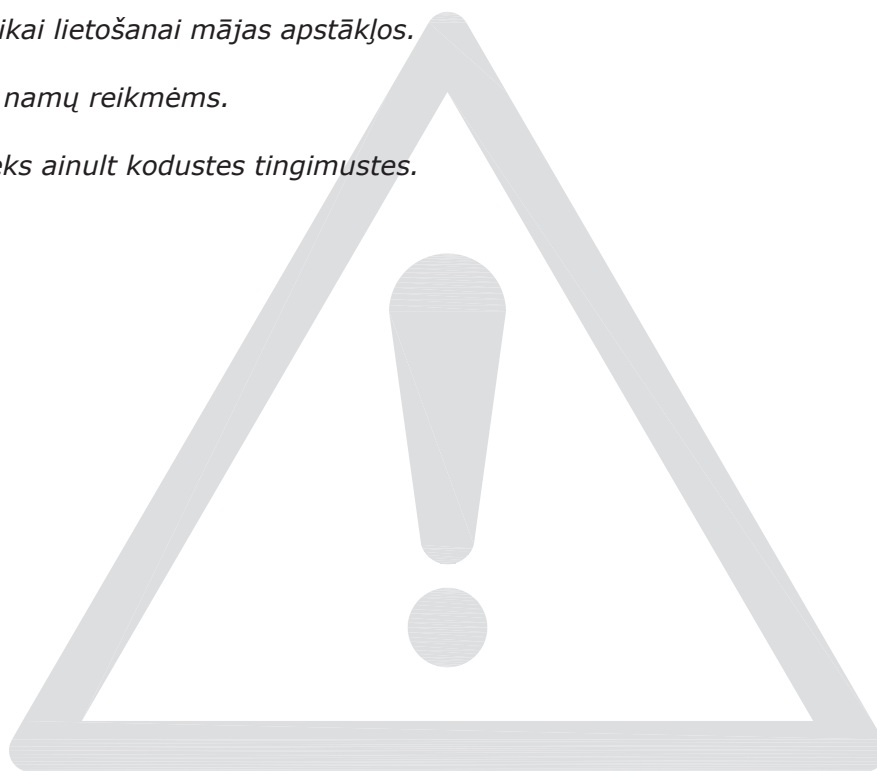 ikai lietošanai mājas apstākļos.
namų reikmėms.
eks ainult kodustes tingimustes.